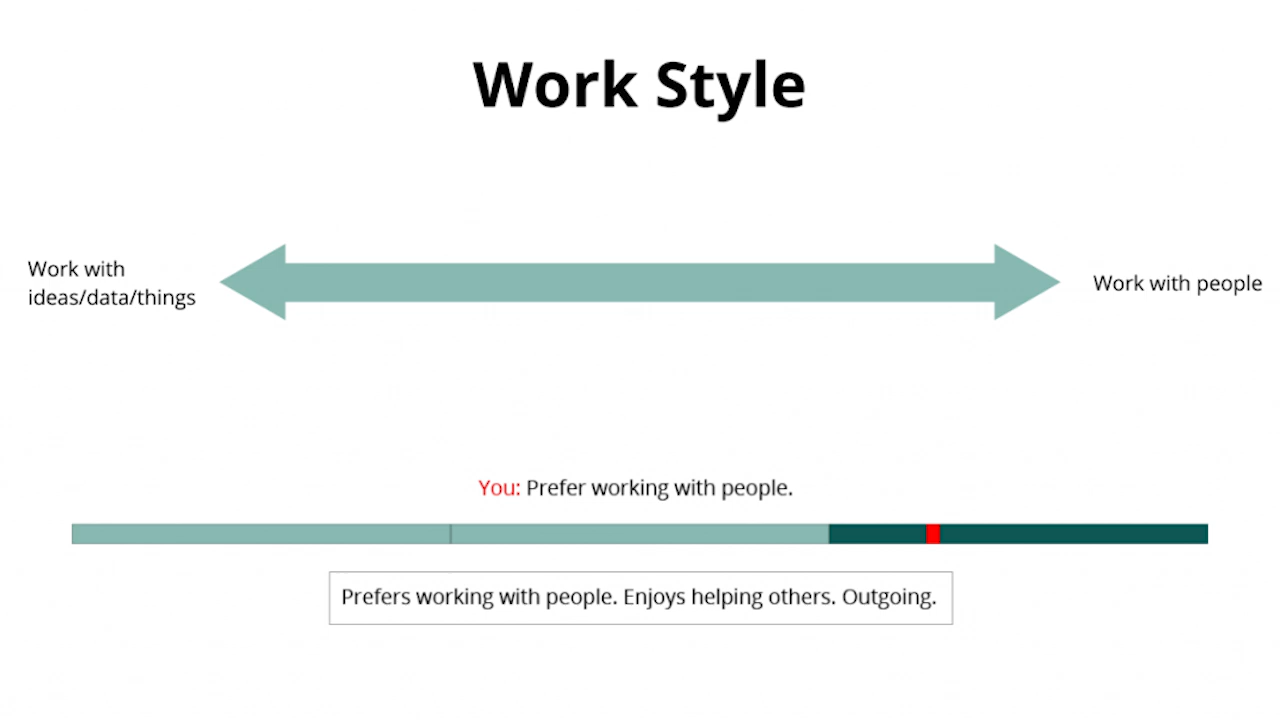 Work Style
Work with
ideas/data/things
Work with people
You: Prefer working with people.
Prefers working with people. Enjoys helping others. Outgoing.